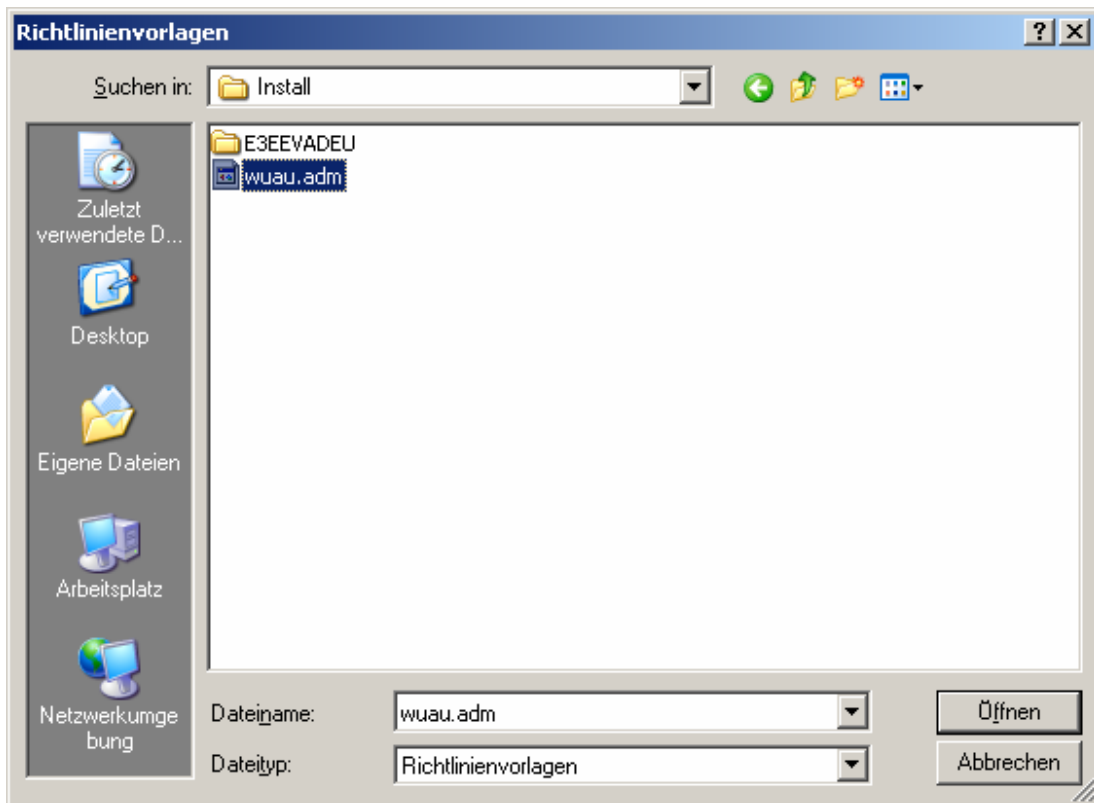 Richtlinienvorlagen
Suchen in:
Install
E3EEVADEU
wuau.adm
Zuletzt
verwendete D...
Desktop
Eigene Dateien
Arbeitsplatz
Netzwerkumge
bung
Dateiname:
wuau.adm
Öffnen
Dateityp:
Richtlinienvorlagen
Abbrechen